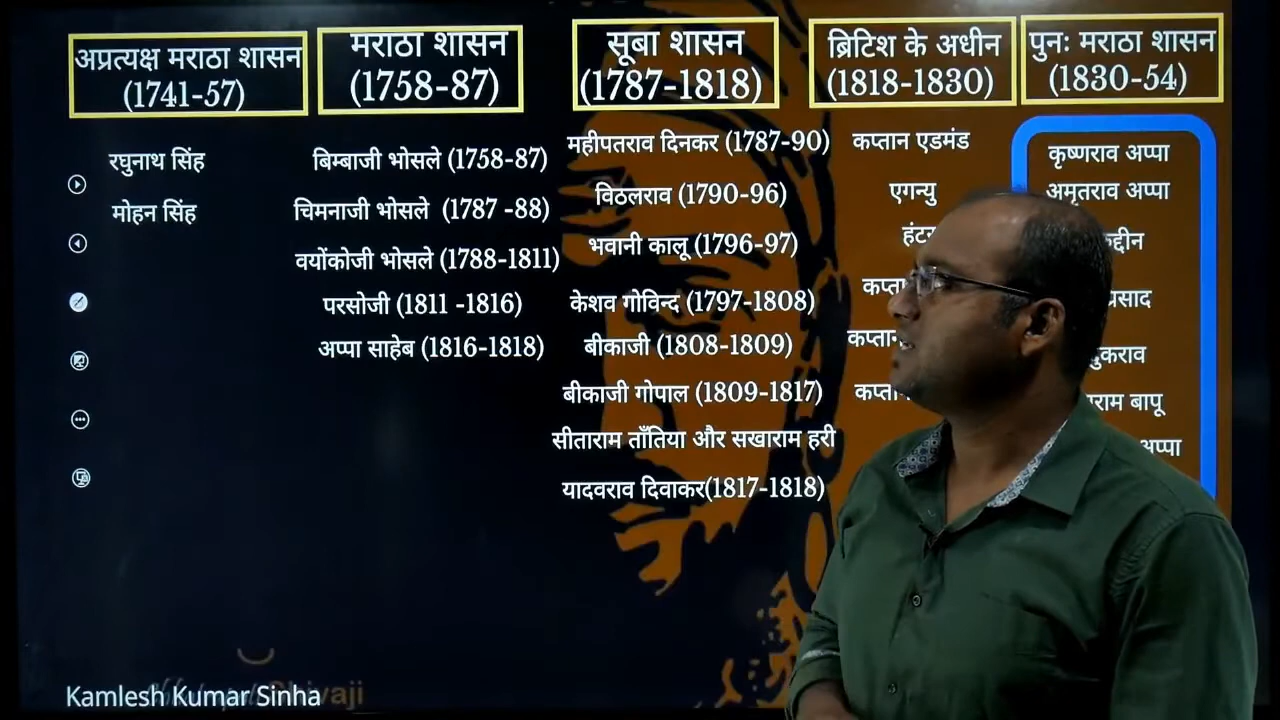 अप्रत्यक्ष मराठा शासन
(1741-57)
मराठा शासन
(1758-87)
सूबा शासन
(1787-1818)
ब्रिटिश के अधीन
(1818-1830)
पुनः मराठा शासन
(1830-54)
रघुनाथ सिंह
मोहन सिंह
बिम्बाजी भोसले (1758-87)
चिमनाजी भोसले (1787 -88)
वयोंकोजी भोसले (1788-1811)
परसोजी (1811 -1816)
अप्पा साहेब (1816-1818)
महीपतराव दिनकर (1787-90)
विठलराव (1790-96)
भवानी कालू (1796-97)
केशव गोविन्द (1797-1808)
बीकाजी (1808-1809)
बीकाजी गोपाल (1809-1817)
सीताराम ताँतिया और सखाराम हरी
यादवराव दिवाकर(1817-1818)
कप्तान एडमंड
एगन्यु
कृष्णराव अप्पा
अमृतराव अप्पा
बापू
अप्पा
Kamlesh Kumar Sinha